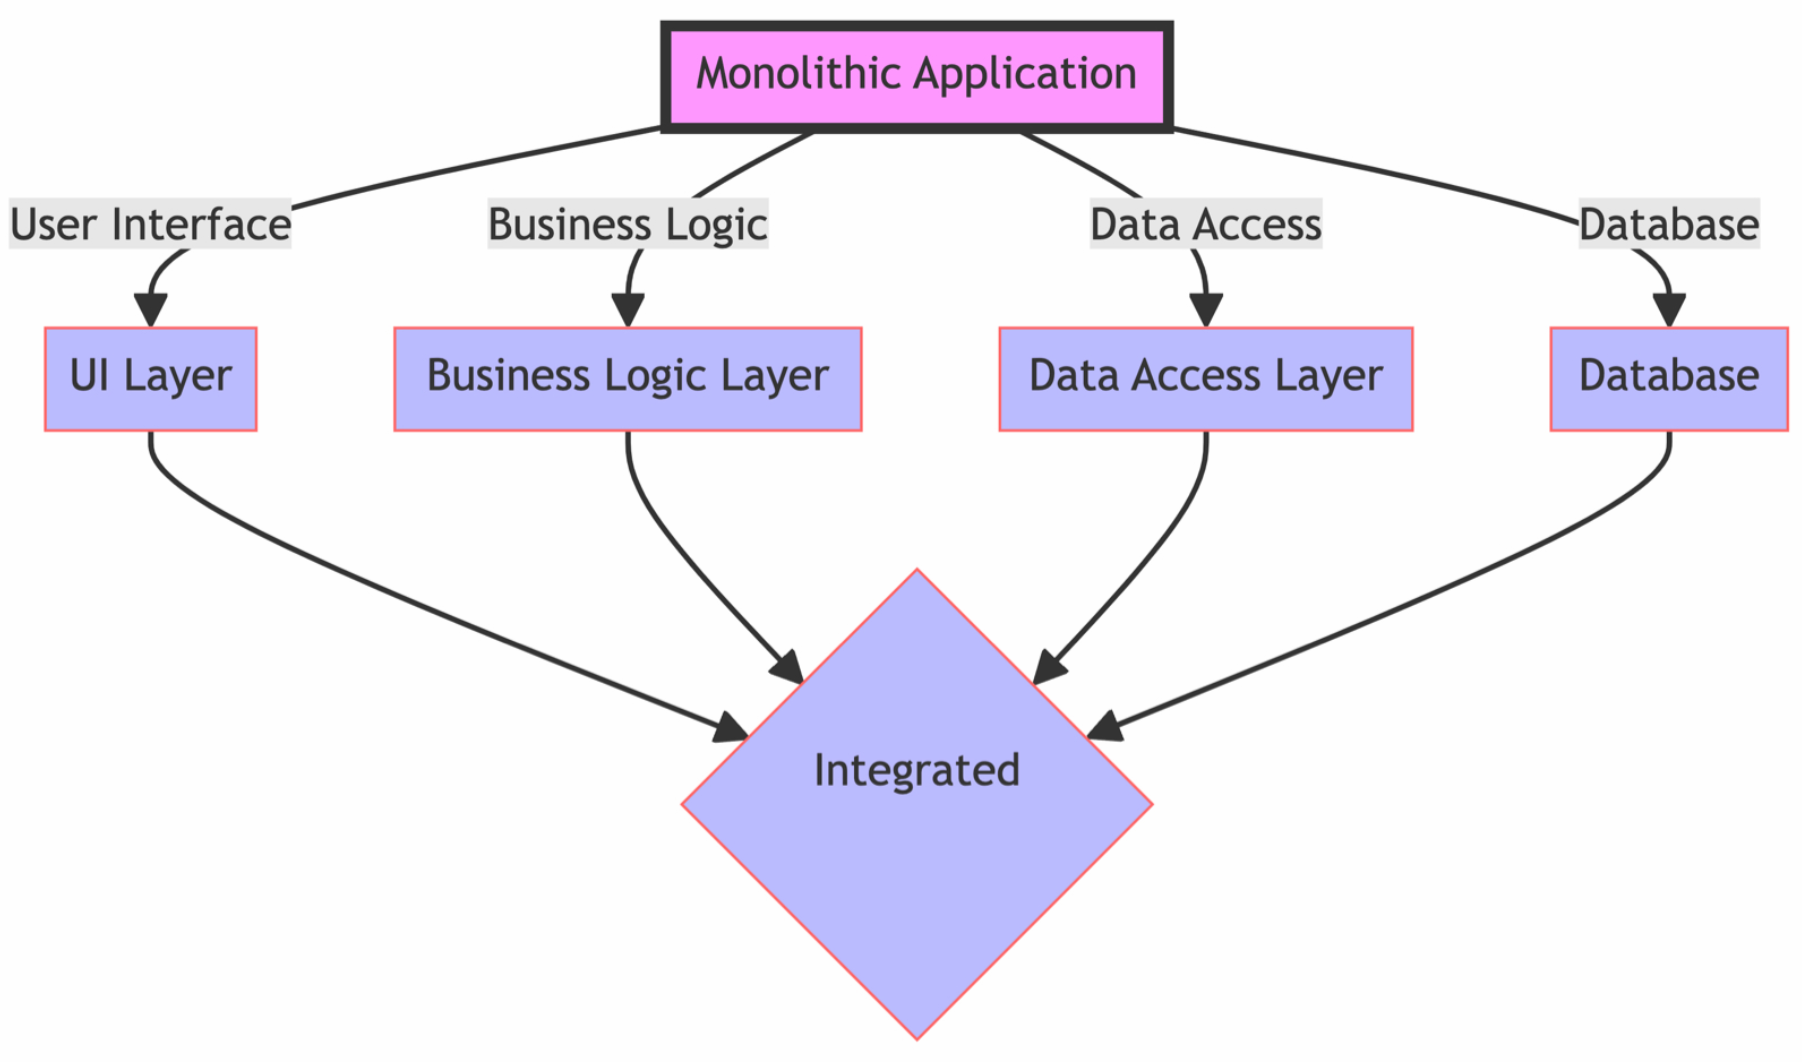 Monolithic Application
User Interface
Business Logic
Data Access
Database
UI Layer
Business Logic Layer
Data Access Layer
Database
Integrated